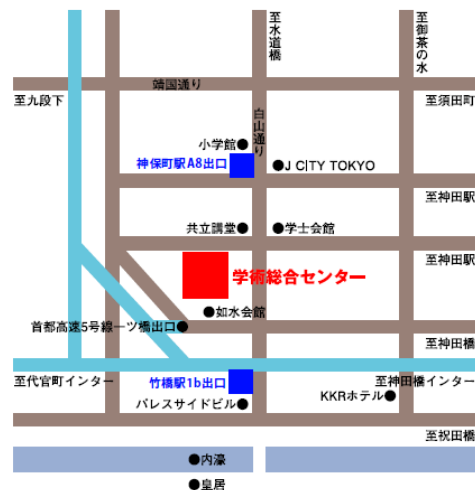 至水道橋
至御茶の水
靖国通り
至九段下
至須田町
白山通り
小学館
神保町駅A8出口
J CITY TOKYO
至神田駅
共立講堂
学士会館
至神田駅
学術総合センター
如水会館
首都高速5号線一ツ橋出口
至神田橋
至代官町インター
竹橋駅1b出口
至神田橋インター
KKRホテル
パレスサイドビル
至祝田橋
内濠
皇居